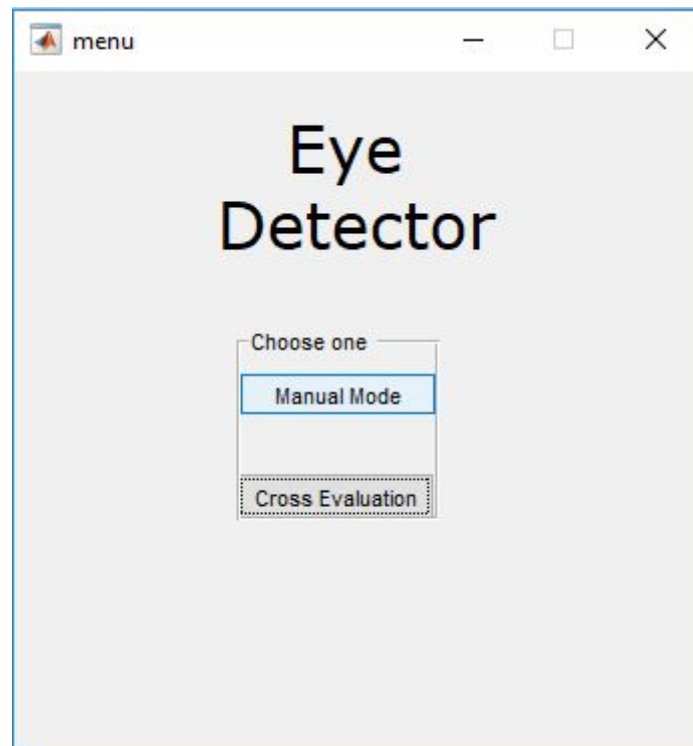 menu
Eye
Detector
Choose one
Manual Mode
Cross Evaluation